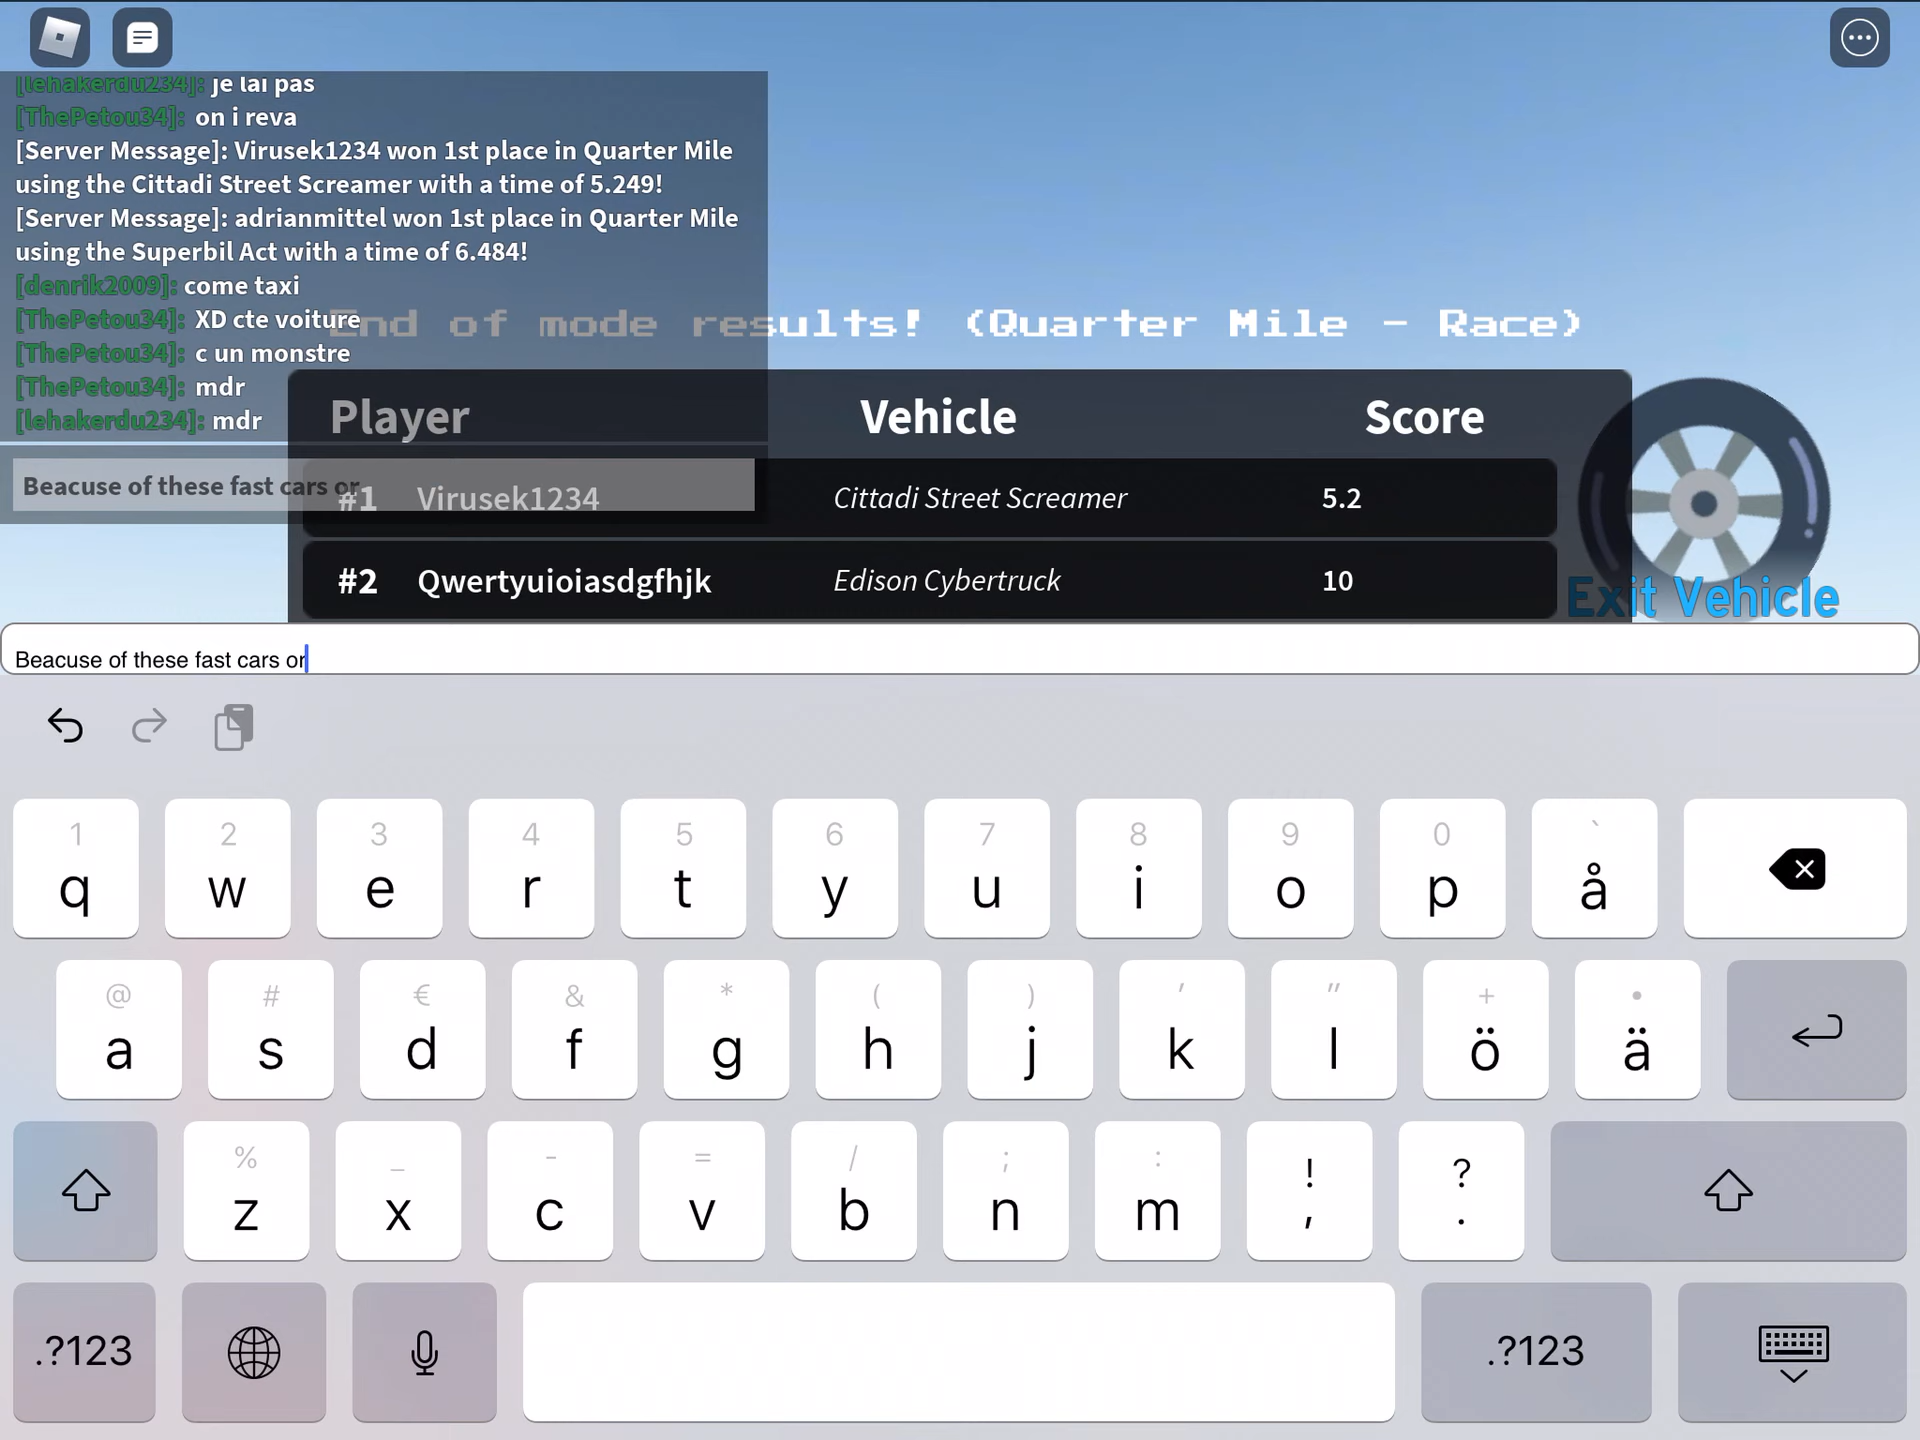 [lehakerdu234]: je lai pas
[ThePetou34]: on i reva
[Server Message]: Virusek1234 won 1st place in Quarter Mile
using the Cittadi Street Screamer with a time of 5.249!
[Server Message]: adrianmittel won 1st place in Quarter Mile
using the Superbil Act with a time of 6.484!
[denrik2009]: come taxi
[ThePetou34]: XD cte voiture
[ThePetou34]: c un monstre
[ThePetou34]: mdr
[lehakerdu234]: mdr
End of mode results! (Quarter Mile - Race)
Player Vehicle Score
Beacuse of these fast cars or
#1 Virusek1234 Cittadi Street Screamer 5.2
#2 Qwertyuioiasdgfhjk Edison Cybertruck 10
Exit Vehicle
Beacuse of these fast cars or
1 2 3 4 5 6 7 8 9 0 `
q w e r t y u i o p å
@ # € & * ( ) ' " + •
a s d f g h j k l ö ä
% _ - = / ; : ! ?
z x c v b n m , .
.?123 .?123